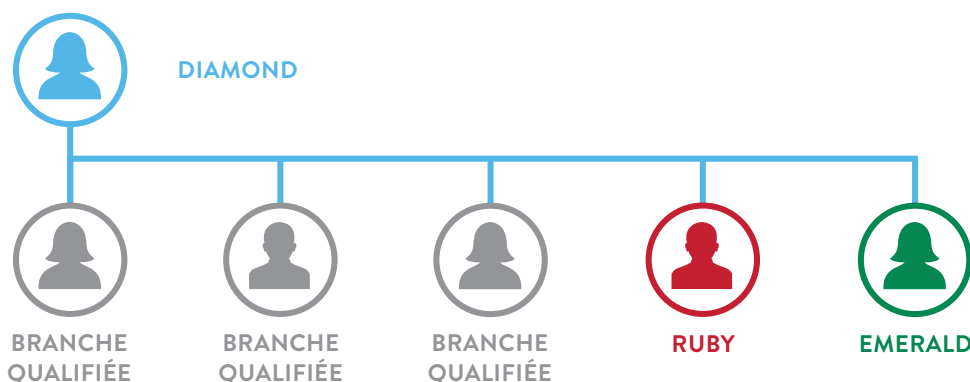 DIAMOND
BRANCHE
QUALIFIÉE
BRANCHE
QUALIFIÉE
BRANCHE
QUALIFIÉE
RUBY
EMERALD